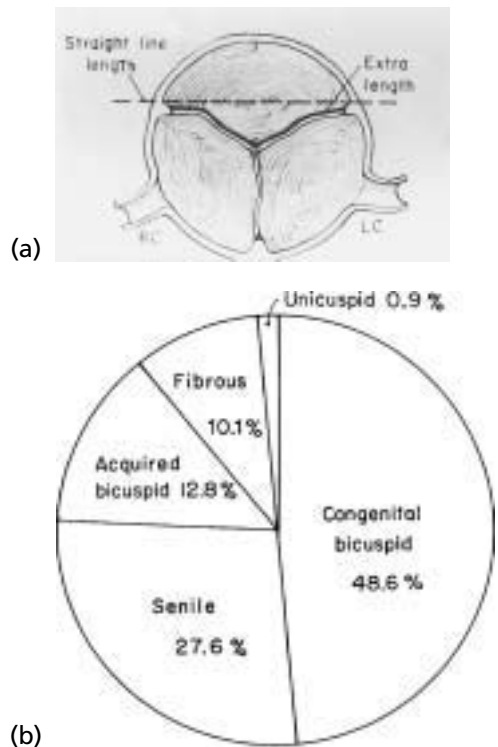 Straight line
length
Extra
length
RC
LC
(a)
Unicuspid 0.9%
Fibrous
10.1%
Acquired
bicuspid 12.8%
Congenital
bicuspid
48.6%
Senile
27.6%
(b)